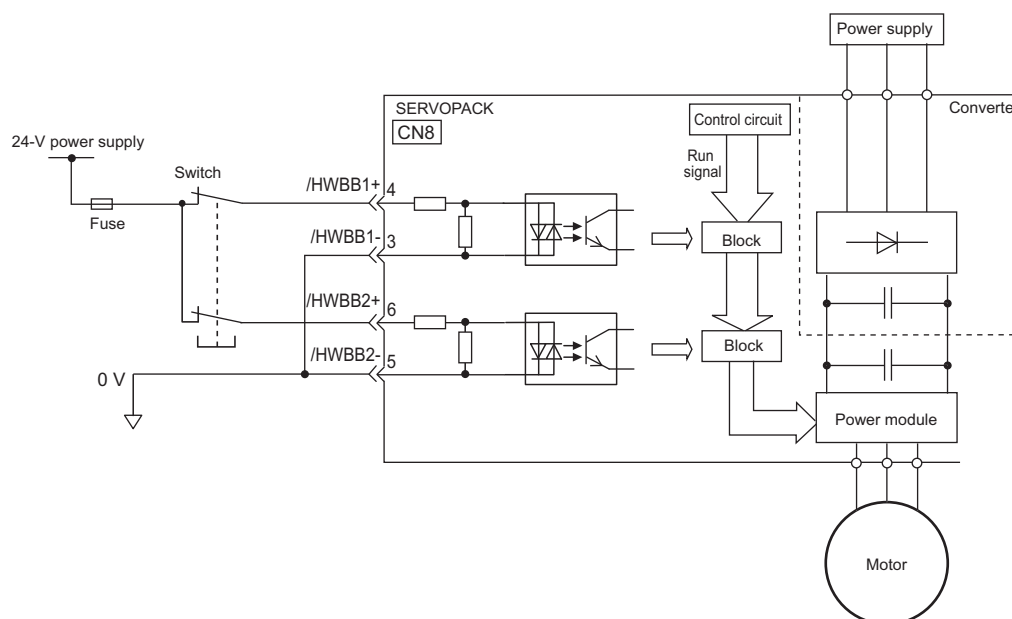 Power supply
SERVOPACK
Converte
CN8
Control circuit
24-V power supply
Run
signal
Switch
/HWBB1+
4
Fuse
/HWBB1-
3
Block
/HWBB2+
6
/HWBB2-
5
Block
0 V
Power module
Motor